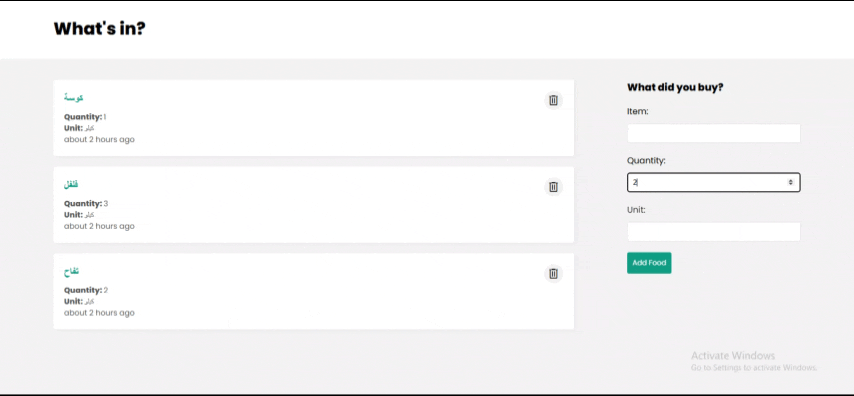 What's in?
كوسة
Quantity: 1
Unit: كيلو
about 2 hours ago
فلفل
Quantity: 3
Unit: كيلو
about 2 hours ago
تفاح
Quantity: 2
Unit: كيلو
about 2 hours ago
What did you buy?
Item:
Quantity:
2
Unit:
Add Food
Activate Windows
Go to Settings to activate Windows.